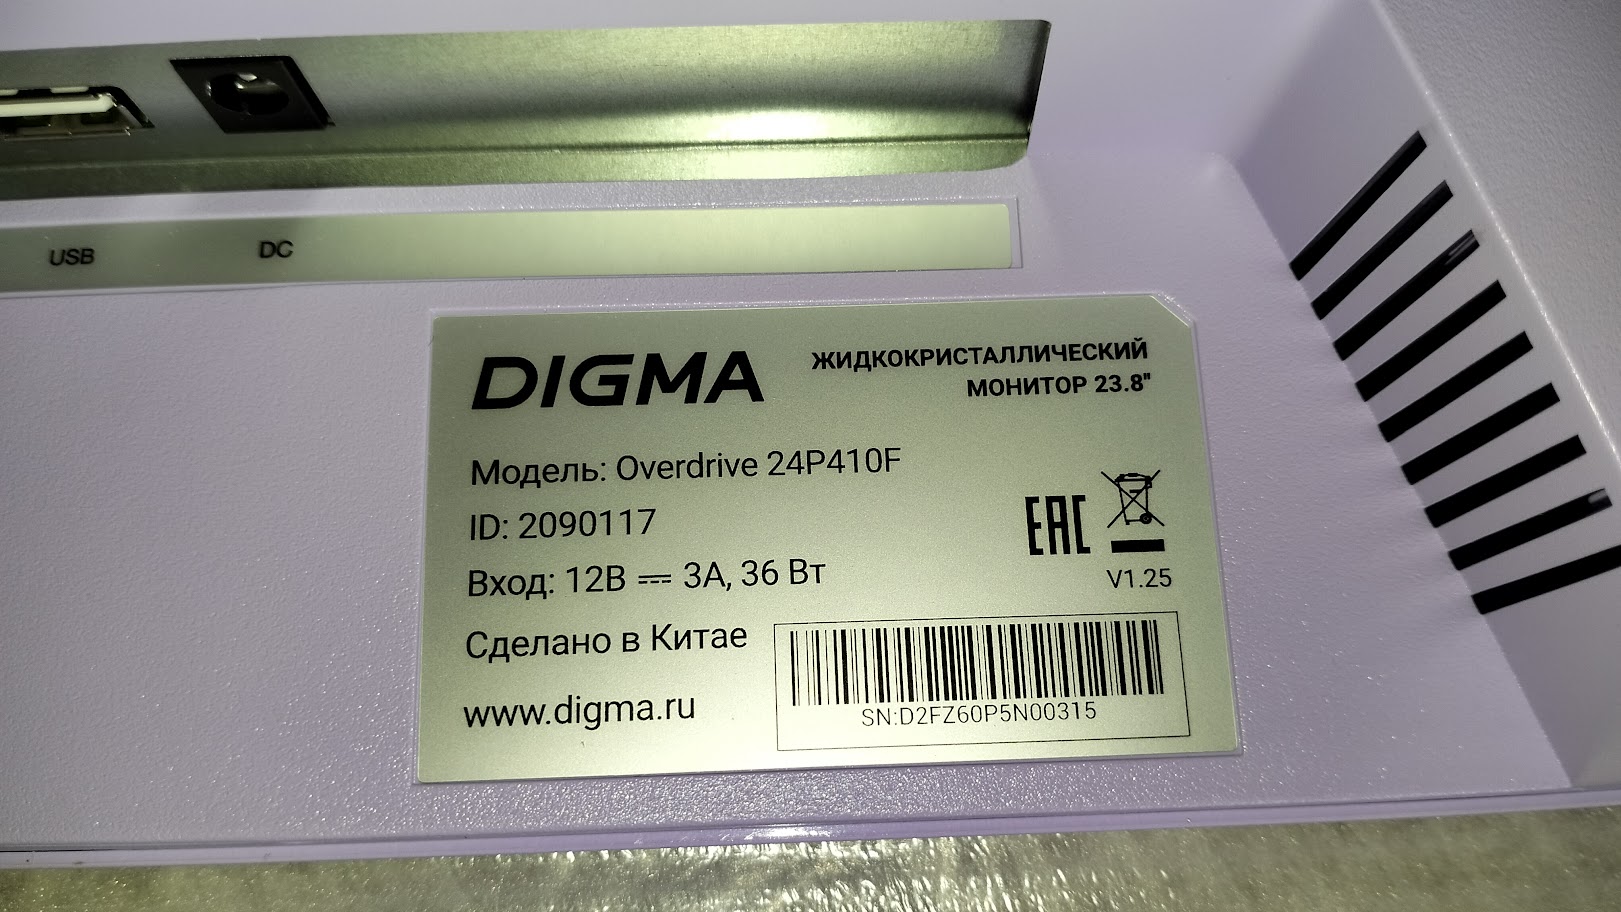 USB DC
DIGMA
ЖИДКОКРИСТАЛЛИЧЕСКИЙ
МОНИТОР 23.8"
Модель: Overdrive 24P410F
ID: 2090117
Вход: 12В ⎓ 3А, 36 Вт
Сделано в Китае
www.digma.ru
EAC
V1.25
SN:D2FZ60P5N00315